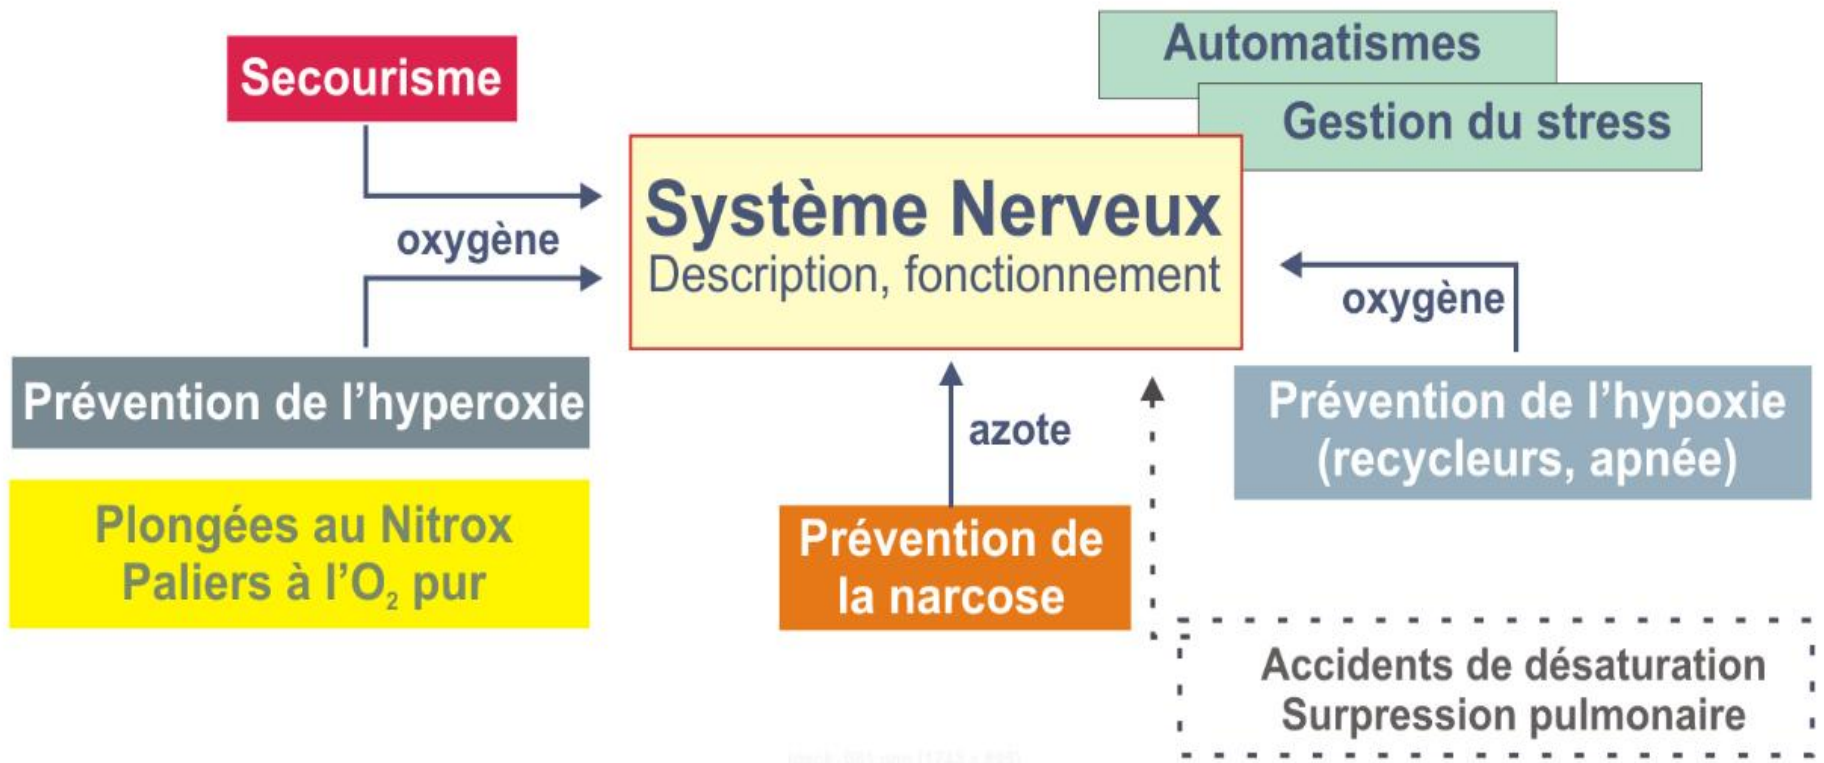 Secourisme
Automatismes
Gestion du stress
Système Nerveux
Description, fonctionnement
oxygène
oxygène
Prévention de l'hyperoxie
azote
Prévention de l'hypoxie
(recycleurs, apnée)
Plongées au Nitrox
Paliers à l'O₂ pur
Prévention de
la narcose
Accidents de désaturation
Surpression pulmonaire